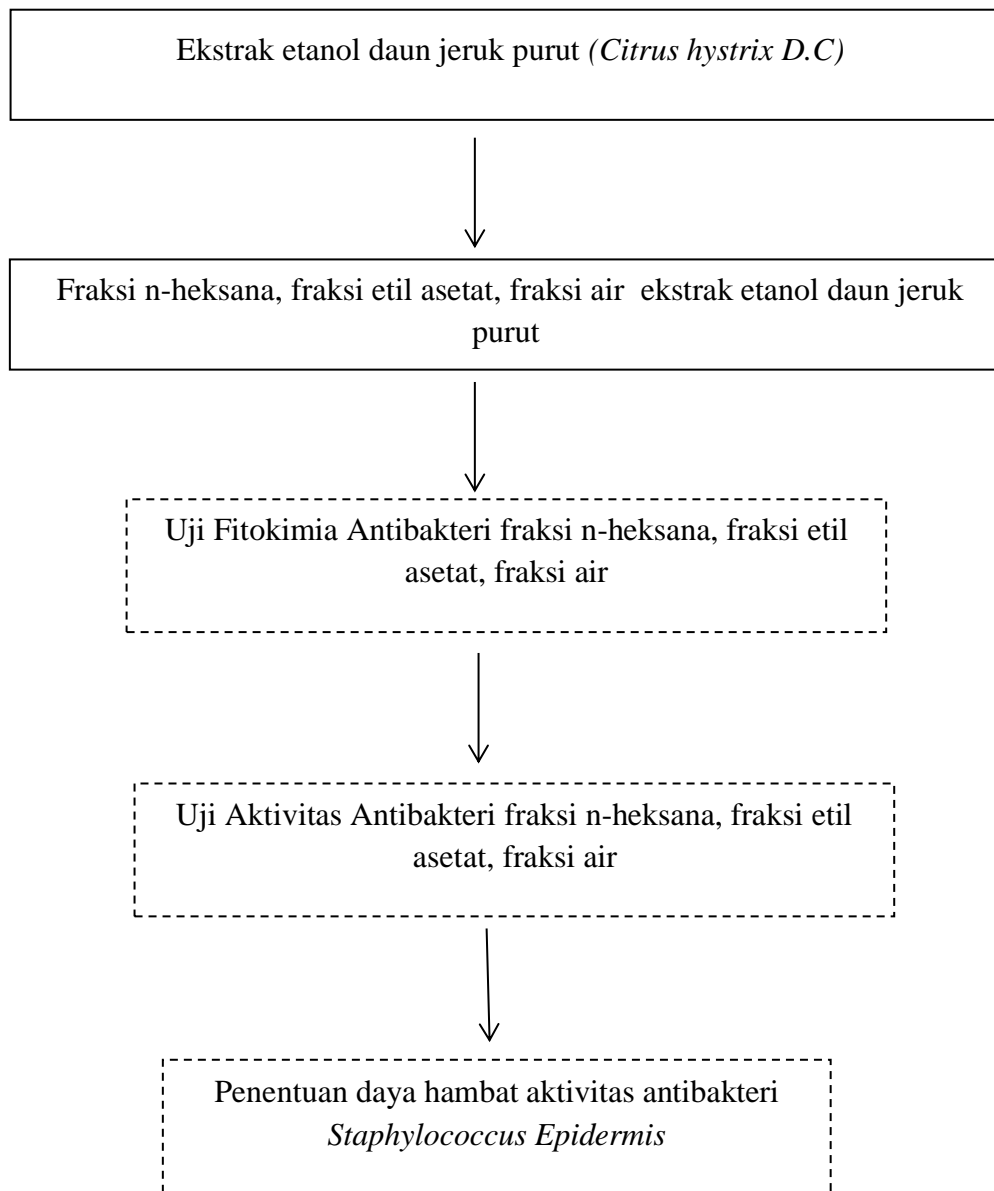 Ekstrak etanol daun jeruk purut (Citrus hystrix D.C)
Fraksi n-heksana, fraksi etil asetat, fraksi air ekstrak etanol daun jeruk
purut
Uji Fitokimia Antibakteri fraksi n-heksana, fraksi etil
asetat, fraksi air
Uji Aktivitas Antibakteri fraksi n-heksana, fraksi etil
asetat, fraksi air
Penentuan daya hambat aktivitas antibakteri
Staphylococcus Epidermis